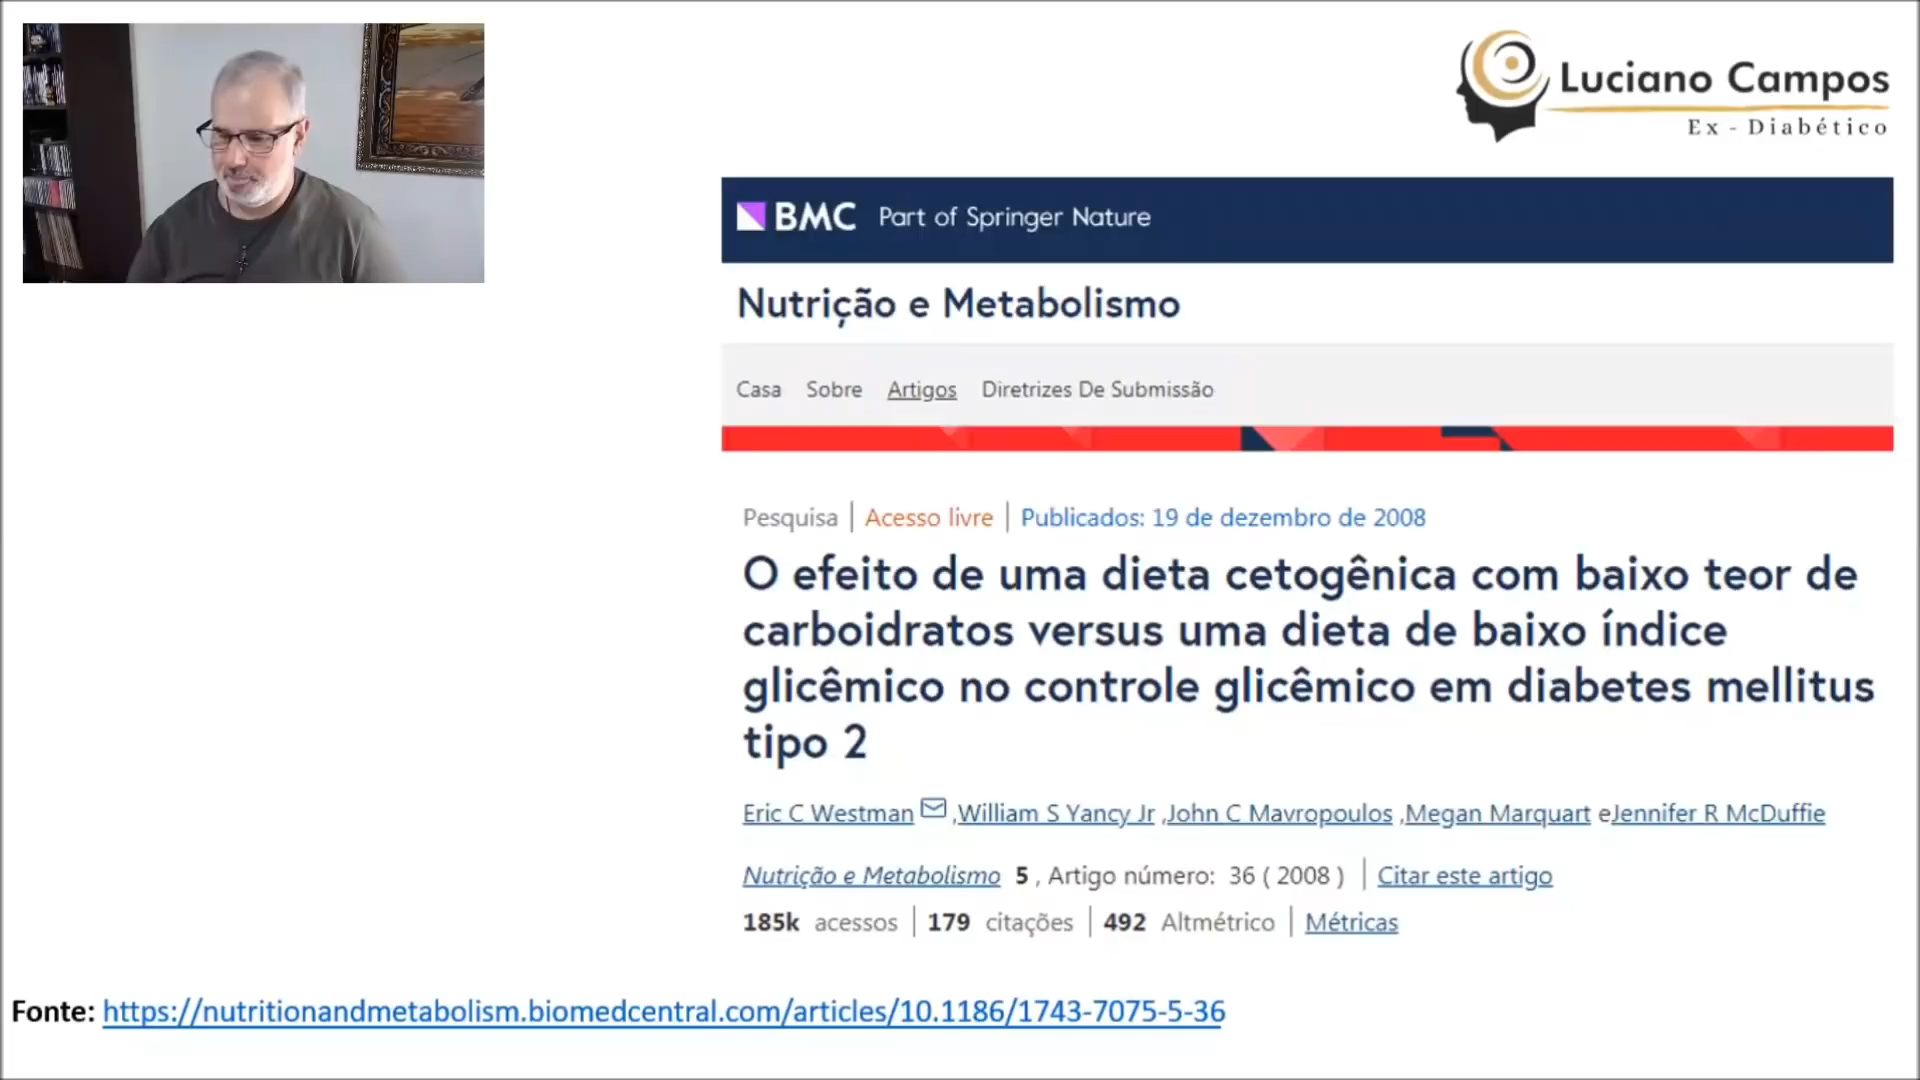 Luciano Campos
Ex - Diabético
BMC Part of Springer Nature
Nutrição e Metabolismo
Casa Sobre Artigos Diretrizes De Submissão
Pesquisa | Acesso livre | Publicados: 19 de dezembro de 2008
O efeito de uma dieta cetogênica com baixo teor de
carboidratos versus uma dieta de baixo índice
glicêmico no controle glicêmico em diabetes mellitus
tipo 2
Eric C Westman ,William S Yancy Jr ,John C Mavropoulos ,Megan Marquart eJennifer R McDuffie
Nutrição e Metabolismo 5 , Artigo número: 36 ( 2008 ) | Citar este artigo
185k acessos | 179 citações | 492 Altmétrico | Métricas
Fonte: https://nutritionandmetabolism.biomedcentral.com/articles/10.1186/1743-7075-5-36